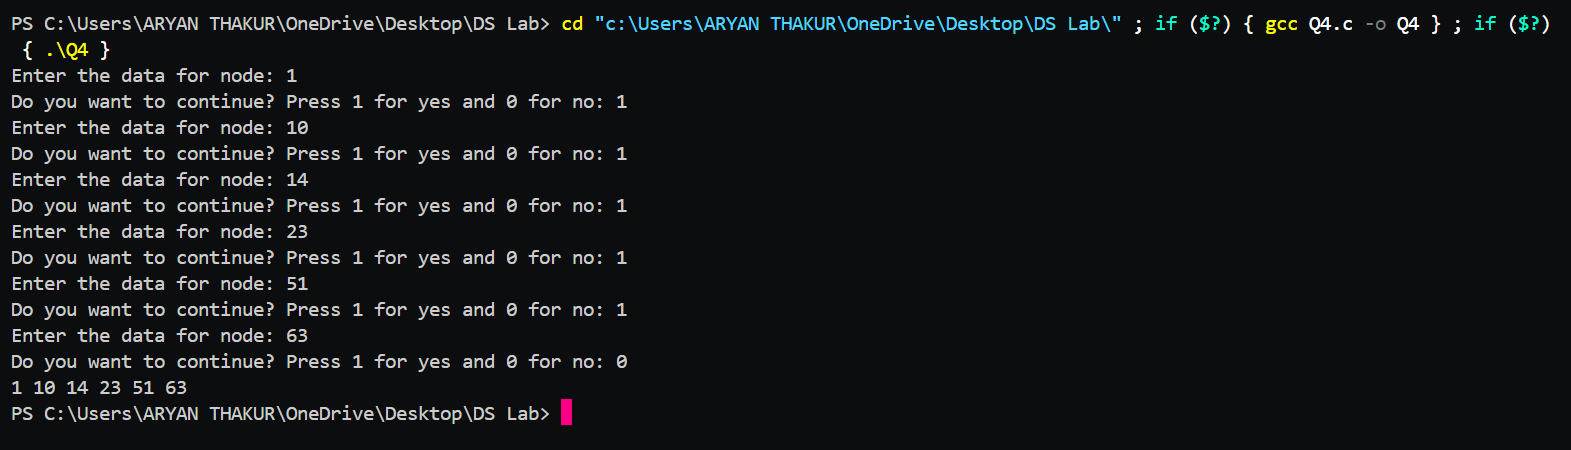 PS C:\Users\ARYAN THAKUR\OneDrive\Desktop\DS Lab> cd "c:\Users\ARYAN THAKUR\OneDrive\Desktop\DS Lab\" ; if ($?) { gcc Q4.c -o Q4 } ; if ($?)
{ .\Q4 }
Enter the data for node: 1
Do you want to continue? Press 1 for yes and 0 for no: 1
Enter the data for node: 10
Do you want to continue? Press 1 for yes and 0 for no: 1
Enter the data for node: 14
Do you want to continue? Press 1 for yes and 0 for no: 1
Enter the data for node: 23
Do you want to continue? Press 1 for yes and 0 for no: 1
Enter the data for node: 51
Do you want to continue? Press 1 for yes and 0 for no: 1
Enter the data for node: 63
Do you want to continue? Press 1 for yes and 0 for no: 0
1 10 14 23 51 63
PS C:\Users\ARYAN THAKUR\OneDrive\Desktop\DS Lab>